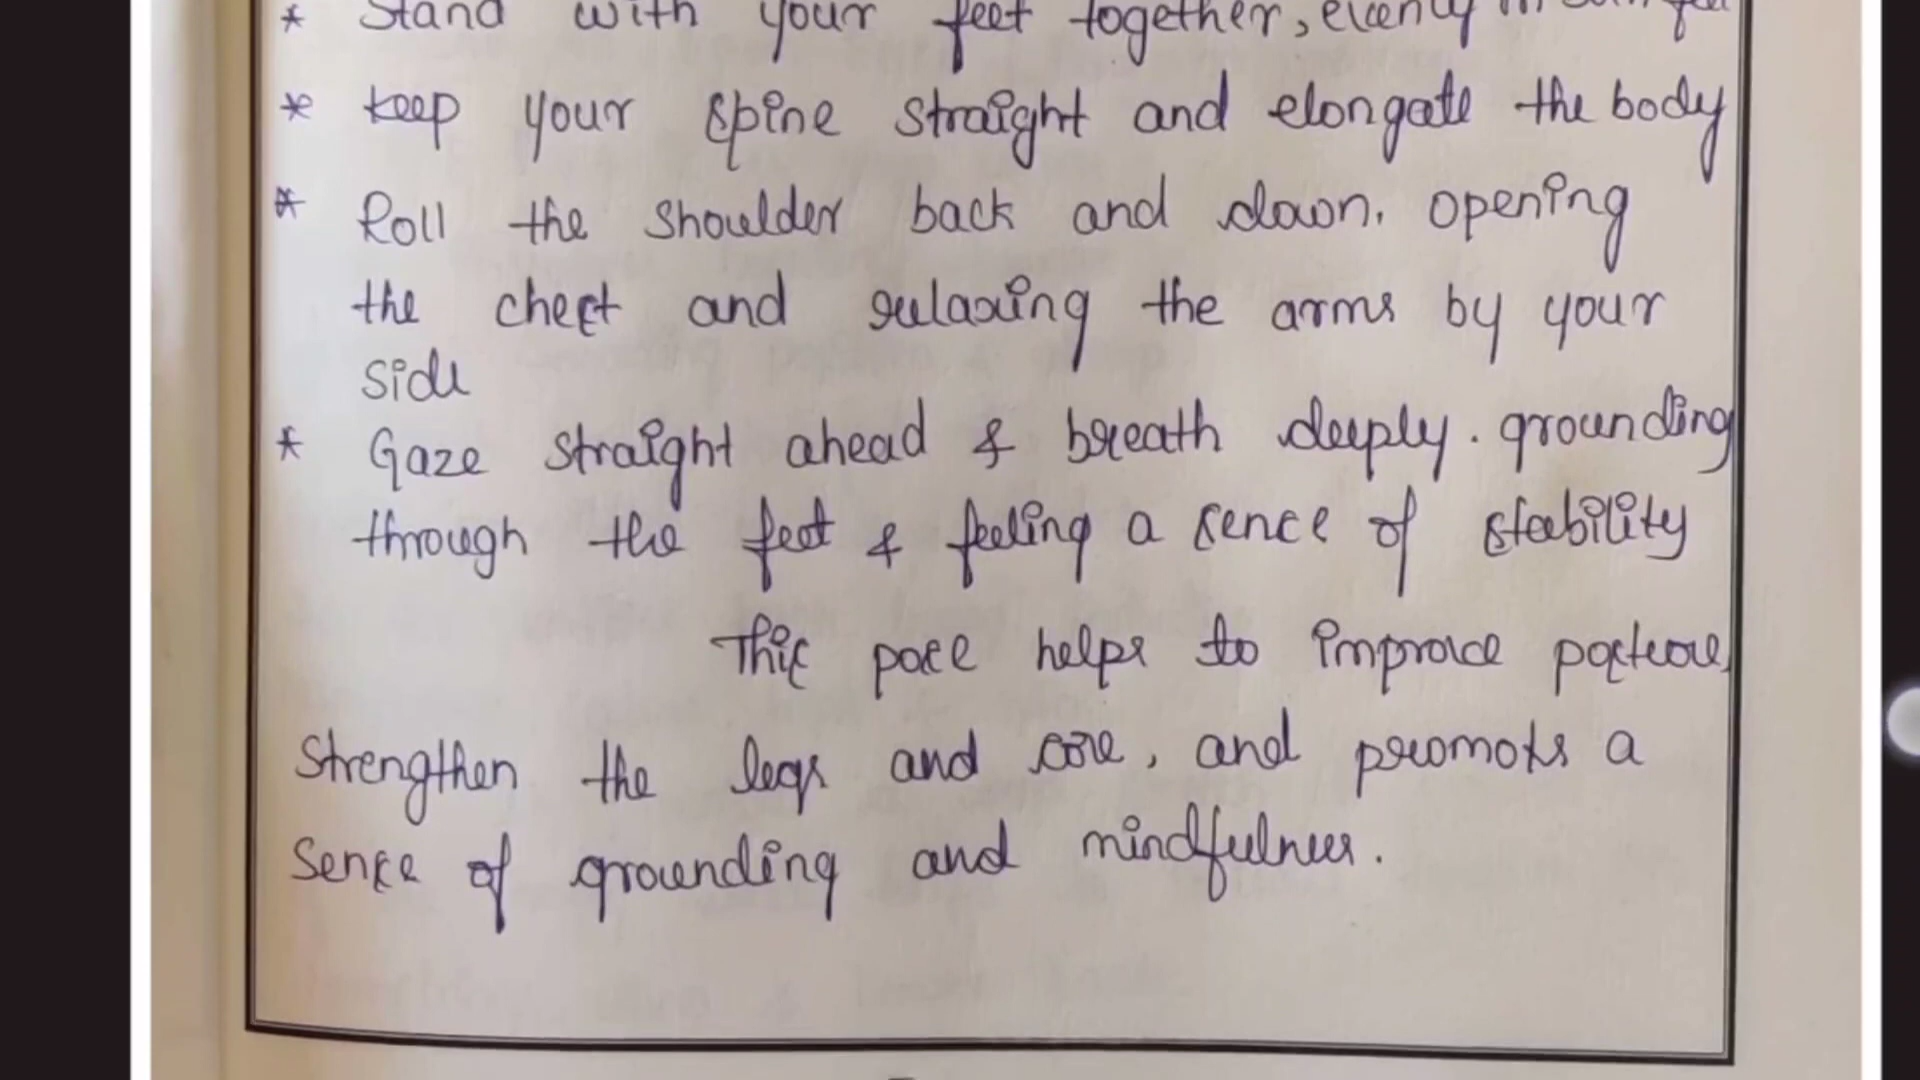 * Stand with your feet together, evenly
* Keep your spine straight and elongate the body
* Roll the shoulder back and down. opening
the chest and relaxing the arms by your
side
* Gaze straight ahead & breath deeply. grounding
through the feet & feeling a sence of stability
This pose helps to improve posture,
Strengthen the legs and core, and promots a
sense of grounding and mindfulness.